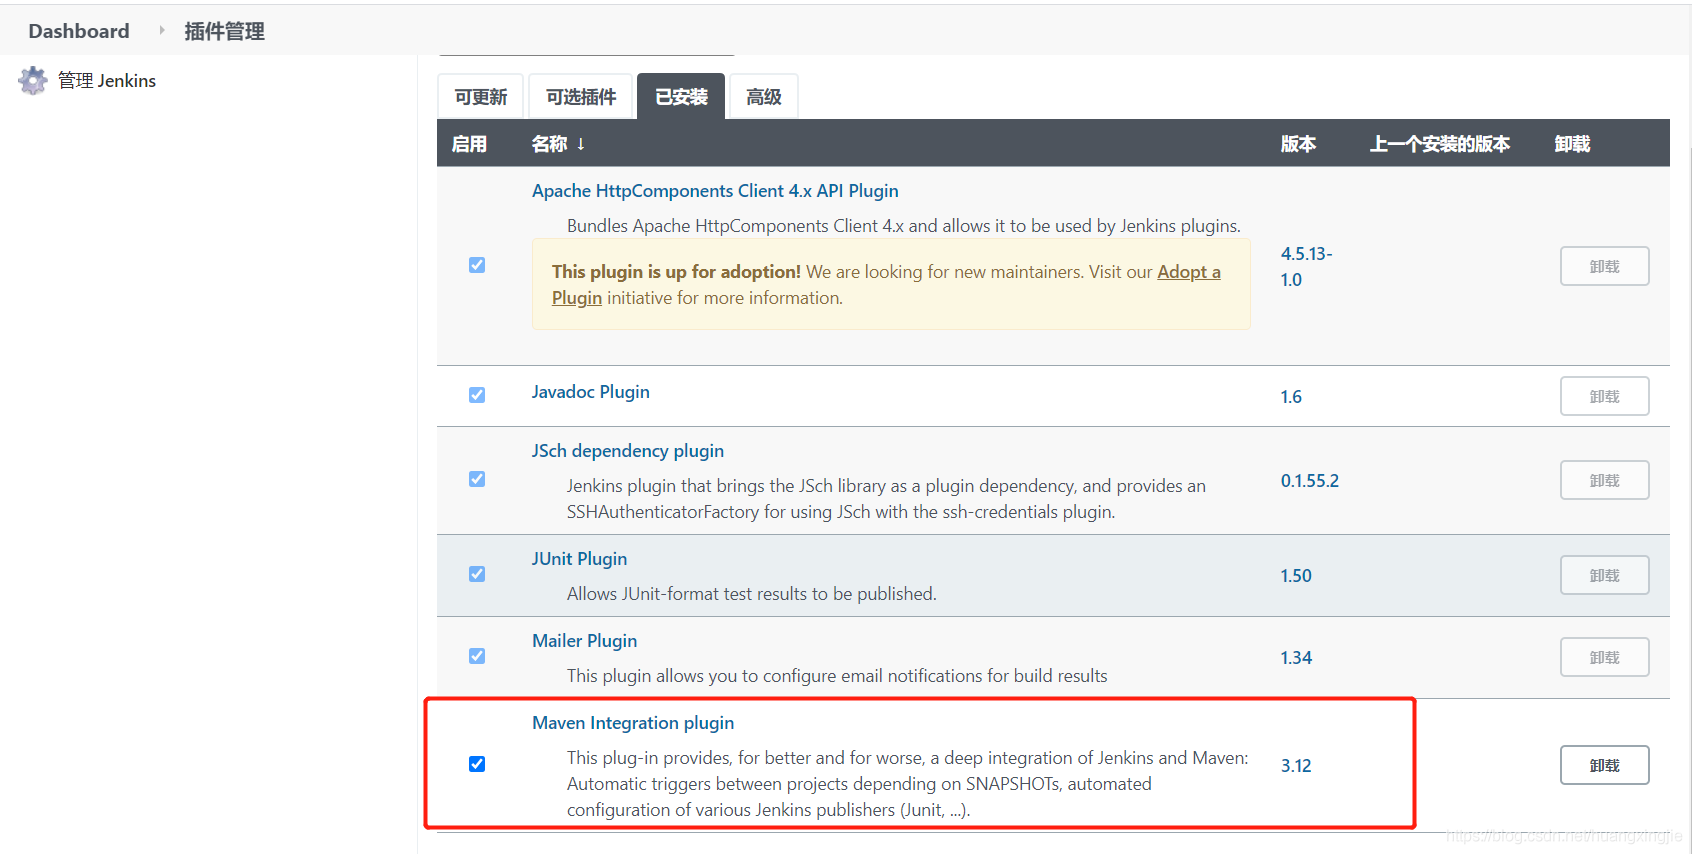 Dashboard 插件管理
管理 Jenkins
可更新 可选插件 已安装 高级
启用 名称 ↓ 版本 上一个安装的版本 卸载
Apache HttpComponents Client 4.x API Plugin
Bundles Apache HttpComponents Client 4.x and allows it to be used by Jenkins plugins.
This plugin is up for adoption! We are looking for new maintainers. Visit our Adopt a
Plugin initiative for more information.
4.5.13-
1.0
卸载
Javadoc Plugin
1.6
卸载
JSch dependency plugin
Jenkins plugin that brings the JSch library as a plugin dependency, and provides an
SSHAuthenticatorFactory for using JSch with the ssh-credentials plugin.
0.1.55.2
卸载
JUnit Plugin
Allows JUnit-format test results to be published.
1.50
卸载
Mailer Plugin
This plugin allows you to configure email notifications for build results
1.34
卸载
Maven Integration plugin
This plug-in provides, for better and for worse, a deep integration of Jenkins and Maven:
Automatic triggers between projects depending on SNAPSHOTs, automated
configuration of various Jenkins publishers (Junit, ...).
3.12
卸载
https://blog.csdn.net/huangxingjie